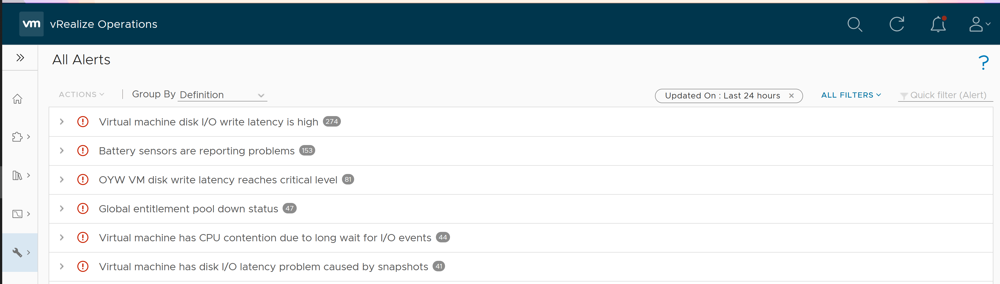 vm vRealize Operations
All Alerts
?
ACTIONS Group By Definition Updated On : Last 24 hours × ALL FILTERS Quick filter (Alert)
Virtual machine disk I/O write latency is high 274
Battery sensors are reporting problems 153
OYW VM disk write latency reaches critical level 81
Global entitlement pool down status 47
Virtual machine has CPU contention due to long wait for I/O events 44
Virtual machine has disk I/O latency problem caused by snapshots 41